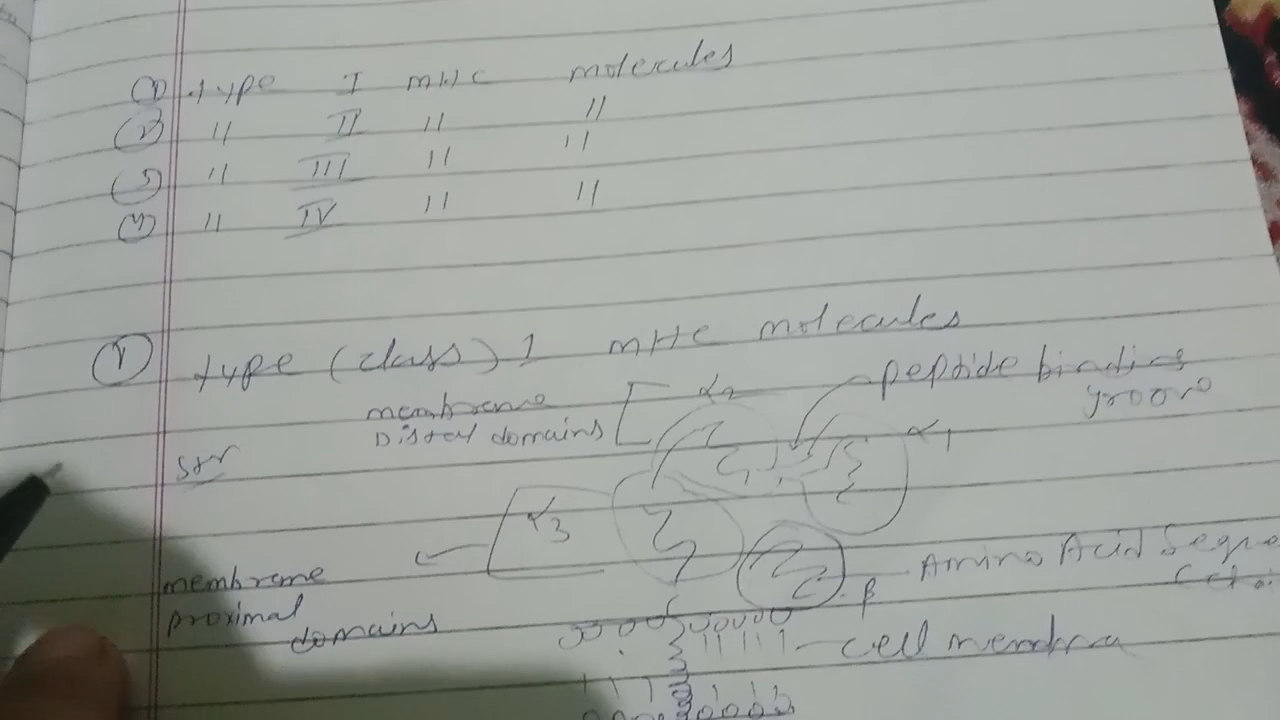 (1) type I MHC molecules
(2) " II " "
(3) " III " "
(4) " IV " "
(1) type (class) I MHC molecules
membrane
Distal domains
α2
peptide binding
groove
α1
Str
α3
membrane
proximal
domains
β
Amino Acid Seque
cell membra